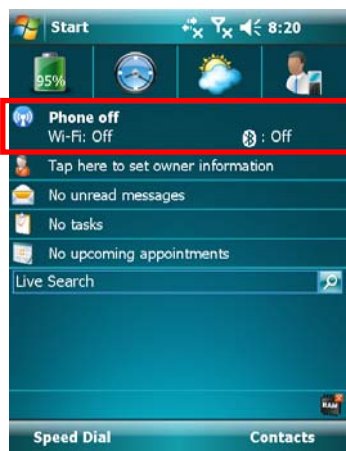 Start 8:20
95%
Phone off
Wi-Fi: Off : Off
Tap here to set owner information
No unread messages
No tasks
No upcoming appointments
Live Search
RAM
Speed Dial Contacts